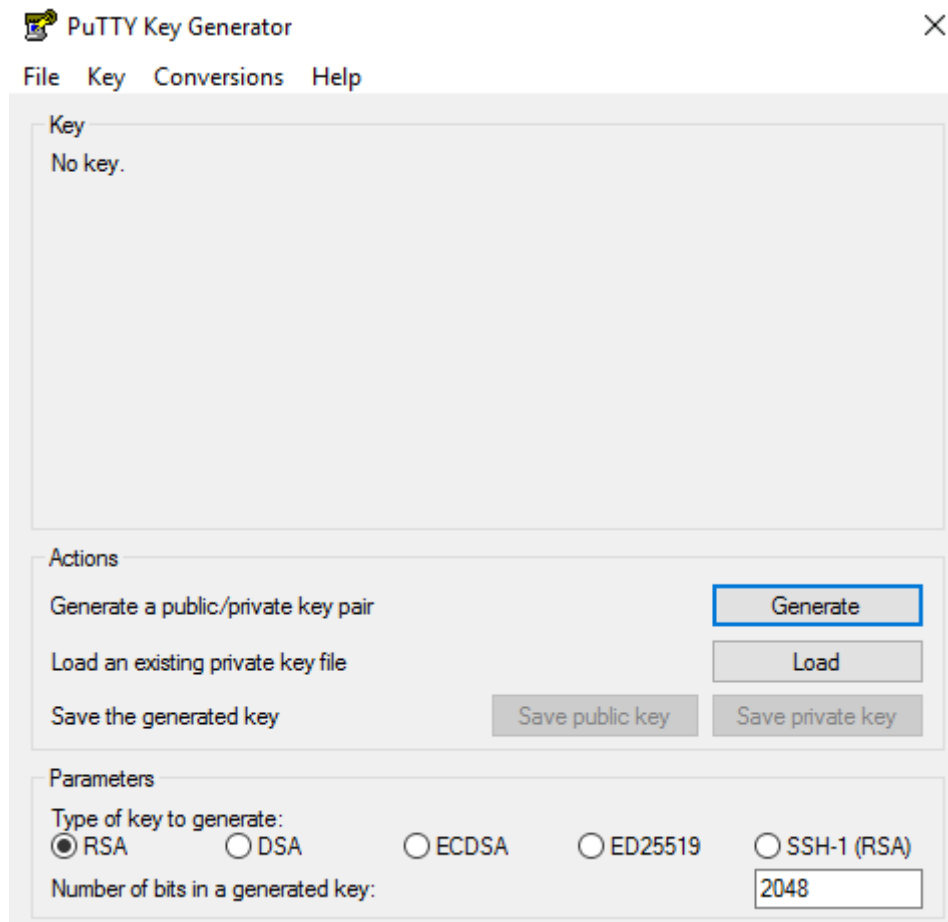 PuTTY Key Generator
File Key Conversions Help
Key
No key.
Actions
Generate a public/private key pair Generate
Load an existing private key file Load
Save the generated key Save public key Save private key
Parameters
Type of key to generate:
RSA DSA ECDSA ED25519 SSH-1 (RSA)
Number of bits in a generated key: 2048